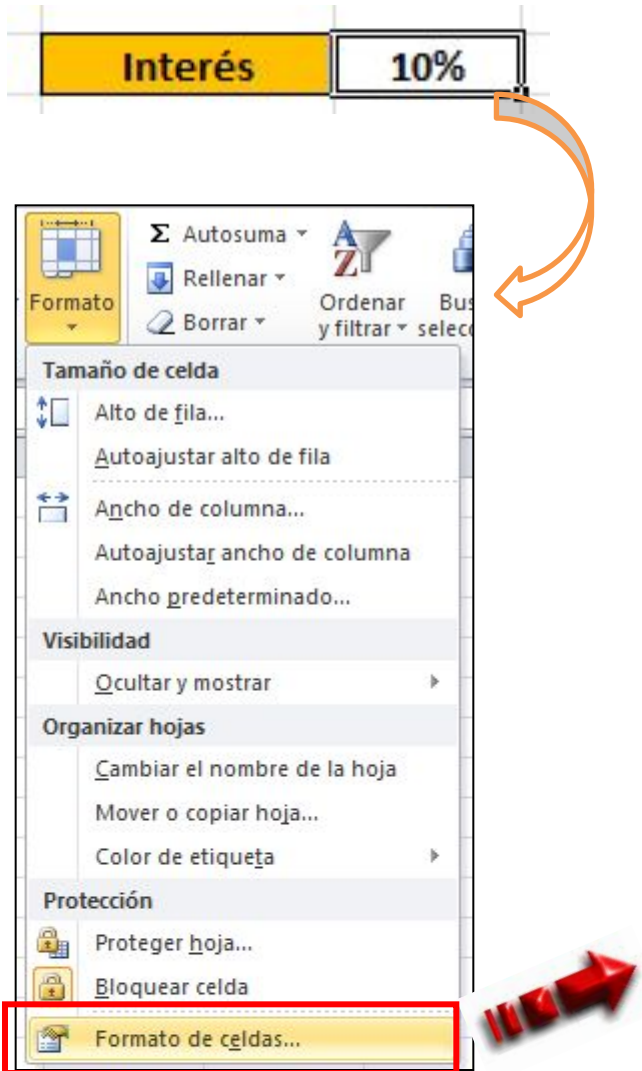 Interés 10%
Σ Autosuma
Rellenar
Borrar
Formato
Ordenar
y filtrar
Bus
selecc
Tamaño de celda
Alto de fila...
Autoajustar alto de fila
Ancho de columna...
Autoajustar ancho de columna
Ancho predeterminado...
Visibilidad
Ocultar y mostrar
Organizar hojas
Cambiar el nombre de la hoja
Mover o copiar hoja...
Color de etiqueta
Protección
Proteger hoja...
Bloquear celda
Formato de celdas...